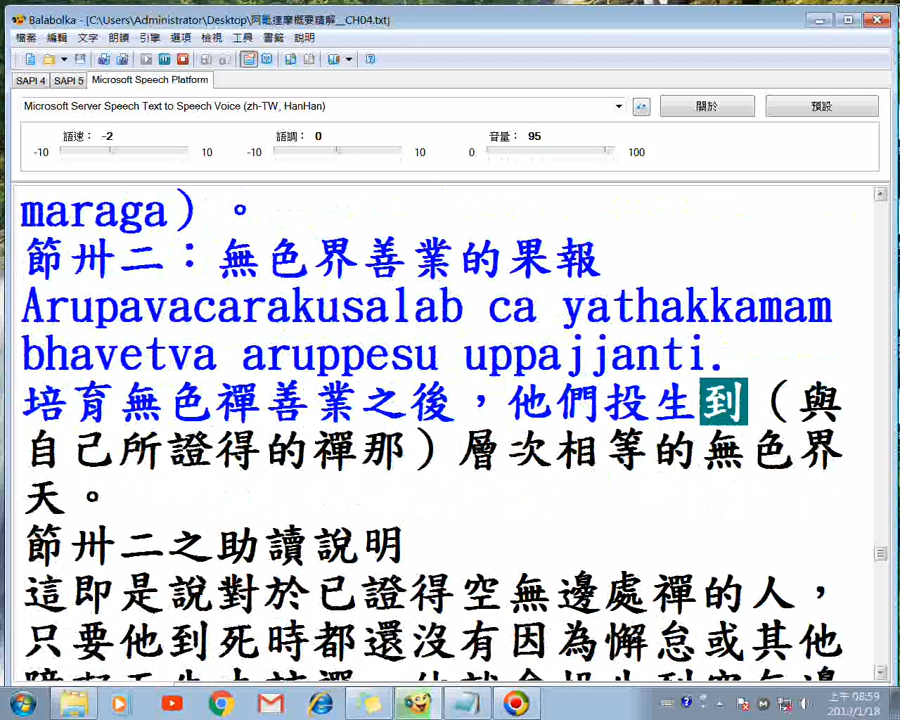 Balabolka - [C:\Users\Administrator\Desktop\阿毗達摩概要精解__CH04.txt]
檔案 編輯 文字 朗讀 引擎 選項 檢視 工具 書籤 說明
SAPI 4 SAPI 5 Microsoft Speech Platform
Microsoft Server Speech Text to Speech Voice (zh-TW, HanHan) 關於 預設
語速： -2 語調： 0 音量： 95
-10 10 -10 10 0 100
maraga）。
節卅二：無色界善業的果報
Arupavacarakusalab ca yathakkamam
bhavetva aruppesu uppajjanti.
培育無色禪善業之後，他們投生到（與
自己所證得的禪那）層次相等的無色界
天。
節卅二之助讀說明
這即是說對於已證得空無邊處禪的人，
只要他到死時都還沒有因為懈怠或其他
上午 08:59
2019/1/18